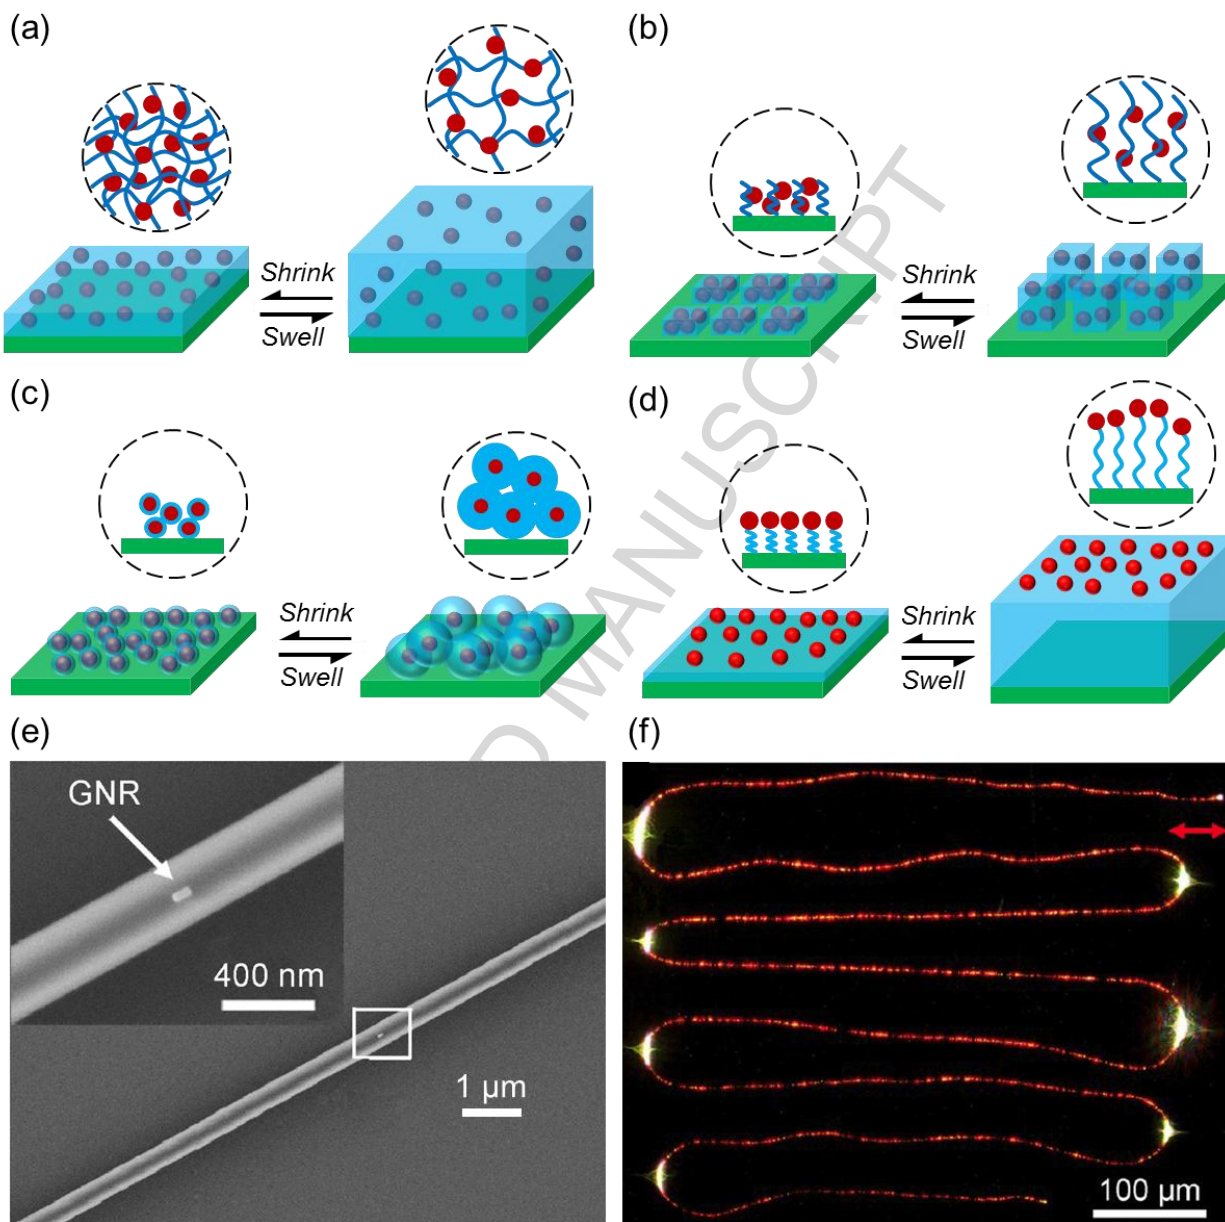 (a)
(b)
Shrink
Swell
Shrink
Swell
(c)
(d)
Shrink
Swell
Shrink
Swell
(e)
(f)
GNR
400 nm
1 µm
100 µm
D MANUSCRIPT